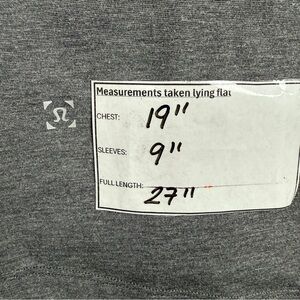 Measurements taken lying flat
CHEST: 19"
SLEEVES: 9"
FULL LENGTH: 27"